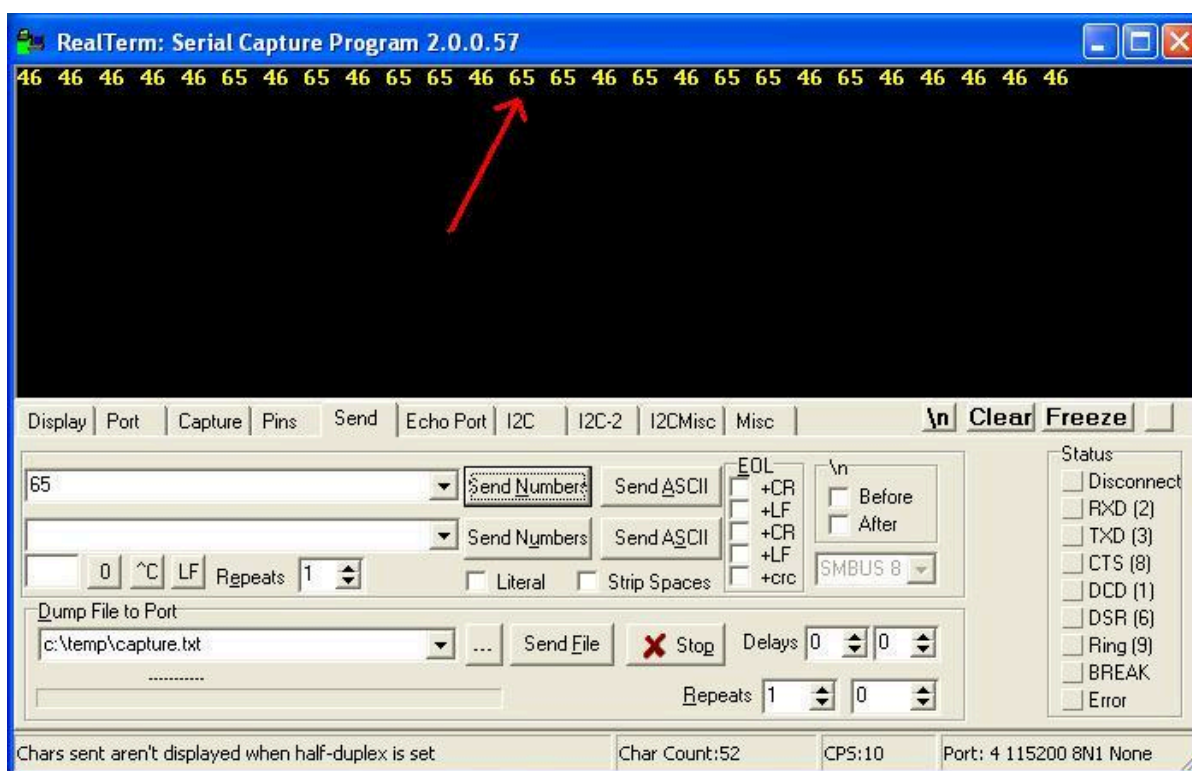 RealTerm: Serial Capture Program 2.0.0.57
46 46 46 46 46 65 46 65 46 65 65 46 65 65 46 65 46 65 65 46 65 46 46 46 46 46
Display Port Capture Pins Send Echo Port I2C I2C-2 I2CMisc Misc \n Clear Freeze
Status
65 Send Numbers Send ASCII
EOL
+CR
+LF
+CR
+LF
+crc
\n
Before
After
Send Numbers Send ASCII
SMBUS 8
0 ^C LF Repeats 1 Literal Strip Spaces
Dump File to Port
c:\temp\capture.txt ... Send File Stop Delays 0 0
Repeats 1 0
Disconnect
RXD (2)
TXD (3)
CTS (8)
DCD (1)
DSR (6)
Ring (9)
BREAK
Error
Chars sent aren't displayed when half-duplex is set Char Count:52 CPS:10 Port: 4 115200 8N1 None